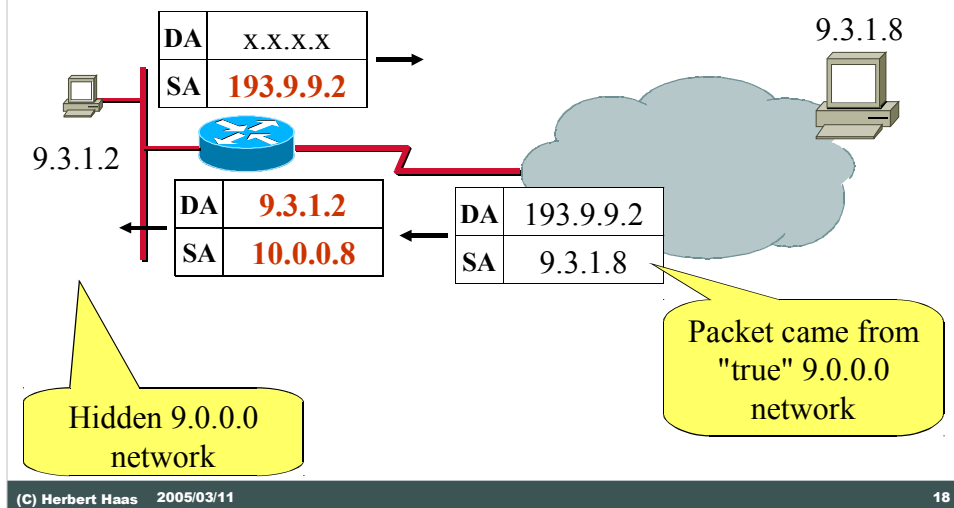 DA x.x.x.x
SA 193.9.9.2
9.3.1.8
9.3.1.2
DA 9.3.1.2
SA 10.0.0.8
DA 193.9.9.2
SA 9.3.1.8
Packet came from
"true" 9.0.0.0
network
Hidden 9.0.0.0
network
(C) Herbert Haas 2005/03/11
18